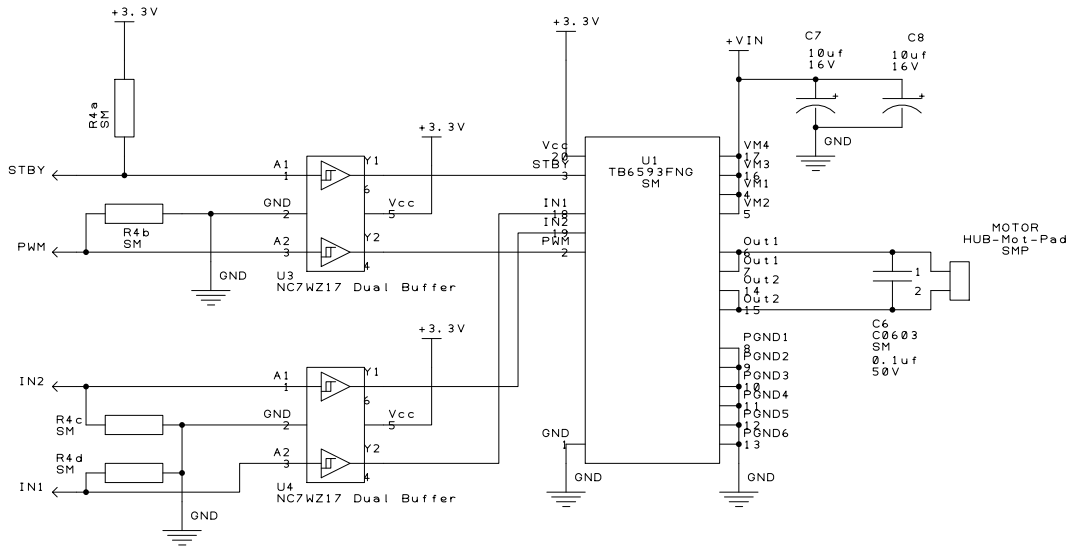 +3.3V
R4a
SM
STBY
PWM
R4b
SM
GND
A1
1
GND
2
A2
3
Y1
6
Vcc
5
Y2
4
+3.3V
U3
NC7WZ17 Dual Buffer
IN2
R4c
SM
R4d
SM
IN1
GND
A1
1
GND
2
A2
3
Y1
6
Vcc
5
Y2
4
+3.3V
U4
NC7WZ17 Dual Buffer
+3.3V
Vcc
20
STBY
3
IN1
18
IN2
19
PWM
2
GND
1
GND
U1
TB6593FNG
SM
+VIN
VM4
17
VM3
16
VM1
4
VM2
5
Out1
6
Out1
7
Out2
14
Out2
15
PGND1
8
PGND2
9
PGND3
10
PGND4
11
PGND5
12
PGND6
13
GND
C7
10uf
16V
+
C8
10uf
16V
+
GND
MOTOR
HUB-Mot-Pad
SMP
1
2
C6
C0603
SM
0.1uf
50V